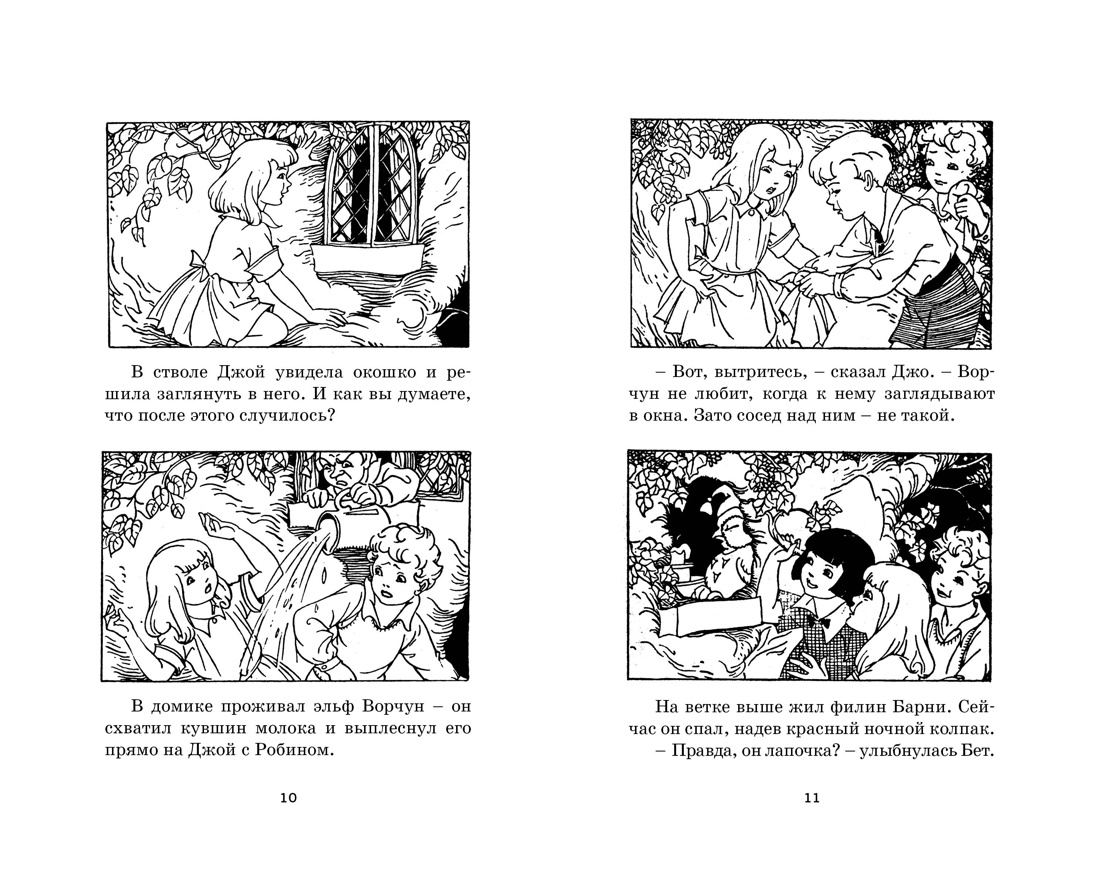 В стволе Джой увидела окошко и ре-
шила заглянуть в него. И как вы думаете,
что после этого случилось?
В домике проживал эльф Ворчун – он
схватил кувшин молока и выплеснул его
прямо на Джой с Робином.
10
– Вот, вытритесь, – сказал Джо. – Вор-
чун не любит, когда к нему заглядывают
в окна. Зато сосед над ним – не такой.
На ветке выше жил филин Барни. Сей-
час он спал, надев красный ночной колпак.
– Правда, он лапочка? – улыбнулась Бет.
11